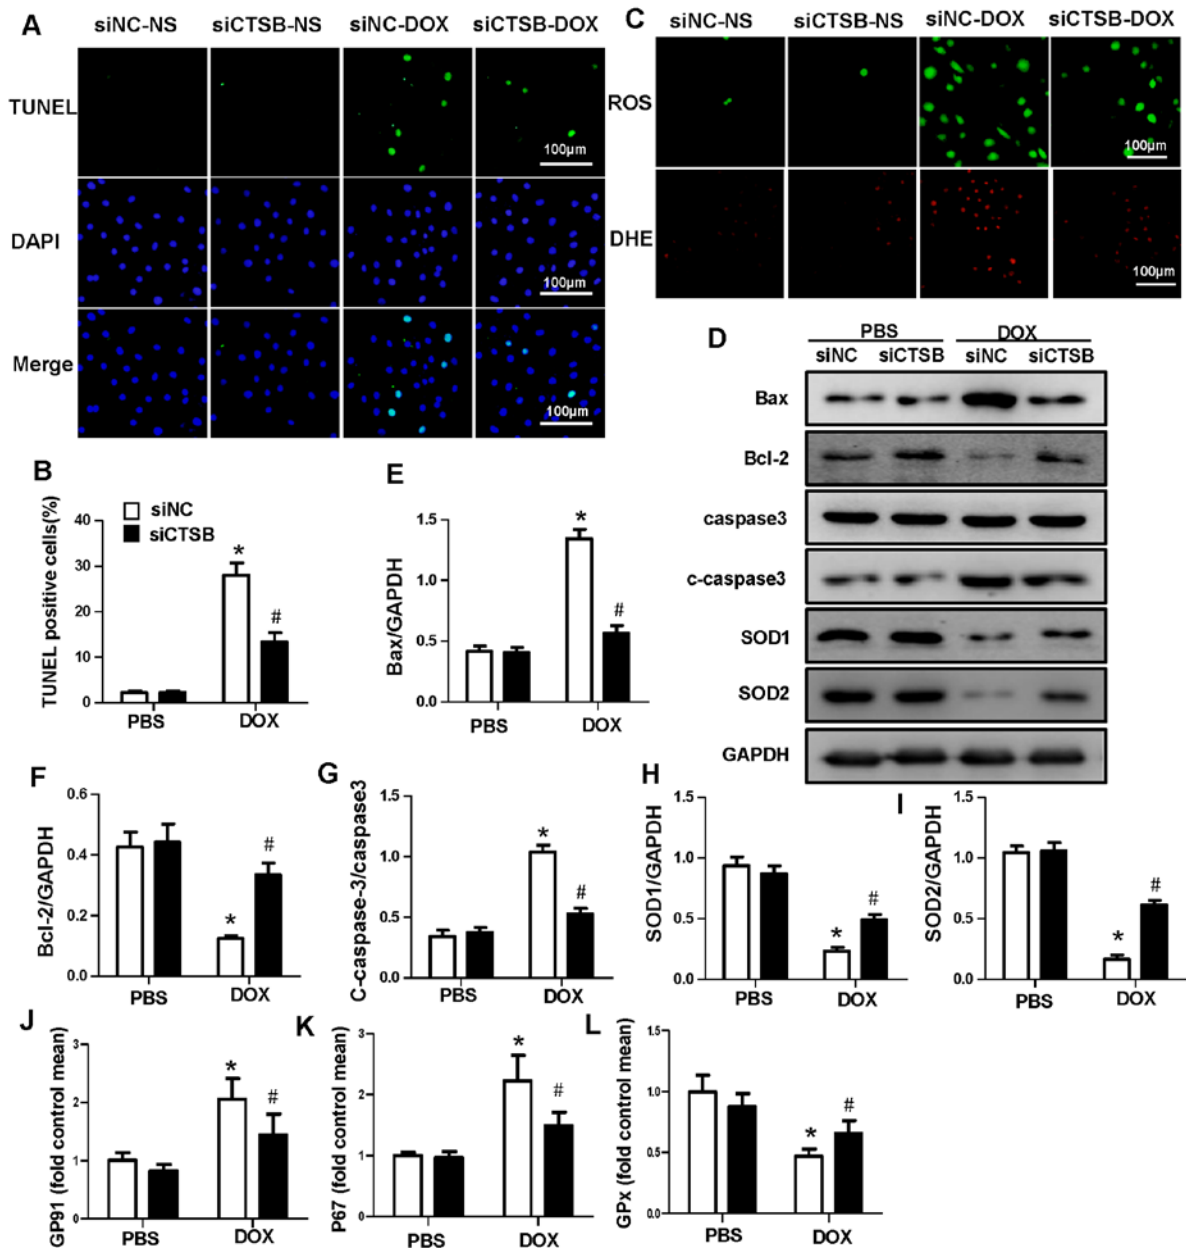 A
siNC-NS siCTSB-NS siNC-DOX siCTSB-DOX
TUNEL
100μm
DAPI
100μm
Merge
100μm
C
siNC-NS siCTSB-NS siNC-DOX siCTSB-DOX
ROS
100μm
DHE
100μm
D
PBS DOX
siNC siCTSB siNC siCTSB
Bax
Bcl-2
caspase3
c-caspase3
SOD1
SOD2
GAPDH
B
siNC
siCTSB
TUNEL positive cells(%)
40
30
20
10
0
*
#
PBS DOX
E
Bax/GAPDH
1.5
1.0
0.5
0.0
*
#
PBS DOX
F
Bcl-2/GAPDH
0.6
0.4
0.2
0.0
*
#
PBS DOX
G
C-caspase-3/caspase3
1.5
1.0
0.5
0.0
*
#
PBS DOX
H
SOD1/GAPDH
1.5
1.0
0.5
0.0
*
#
PBS DOX
I
SOD2/GAPDH
1.5
1.0
0.5
0.0
*
#
PBS DOX
J
GP91 (fold control mean)
3
2
1
0
*
#
PBS DOX
K
P67 (fold control mean)
3
2
1
0
*
#
PBS DOX
L
GPx (fold control mean)
1.5
1.0
0.5
0.0
*
#
PBS DOX